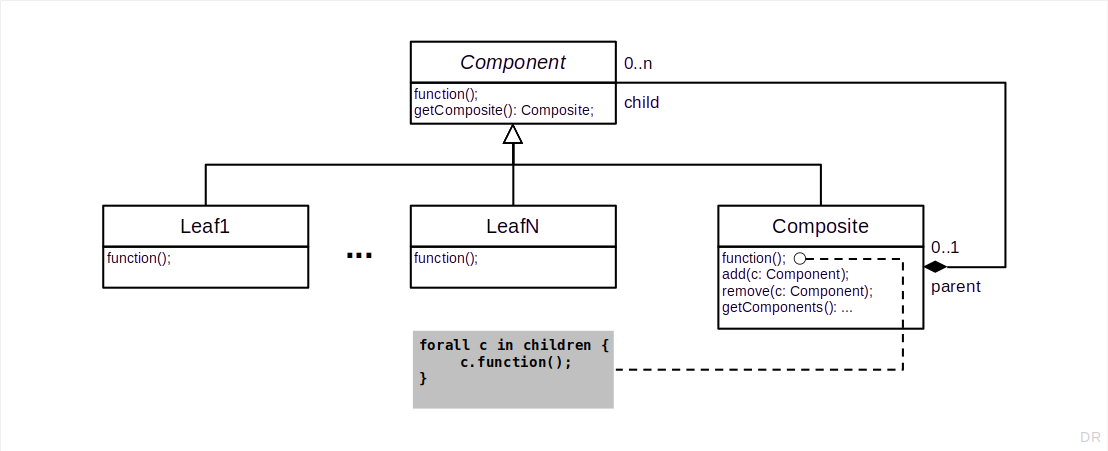 Component
0..n
function();
getComposite(): Composite;
child
Leaf1
function();
...
LeafN
function();
Composite
function();
add(c: Component);
remove(c: Component);
getComponents(): ...
0..1
parent
forall c in children {
c.function();
}
DR